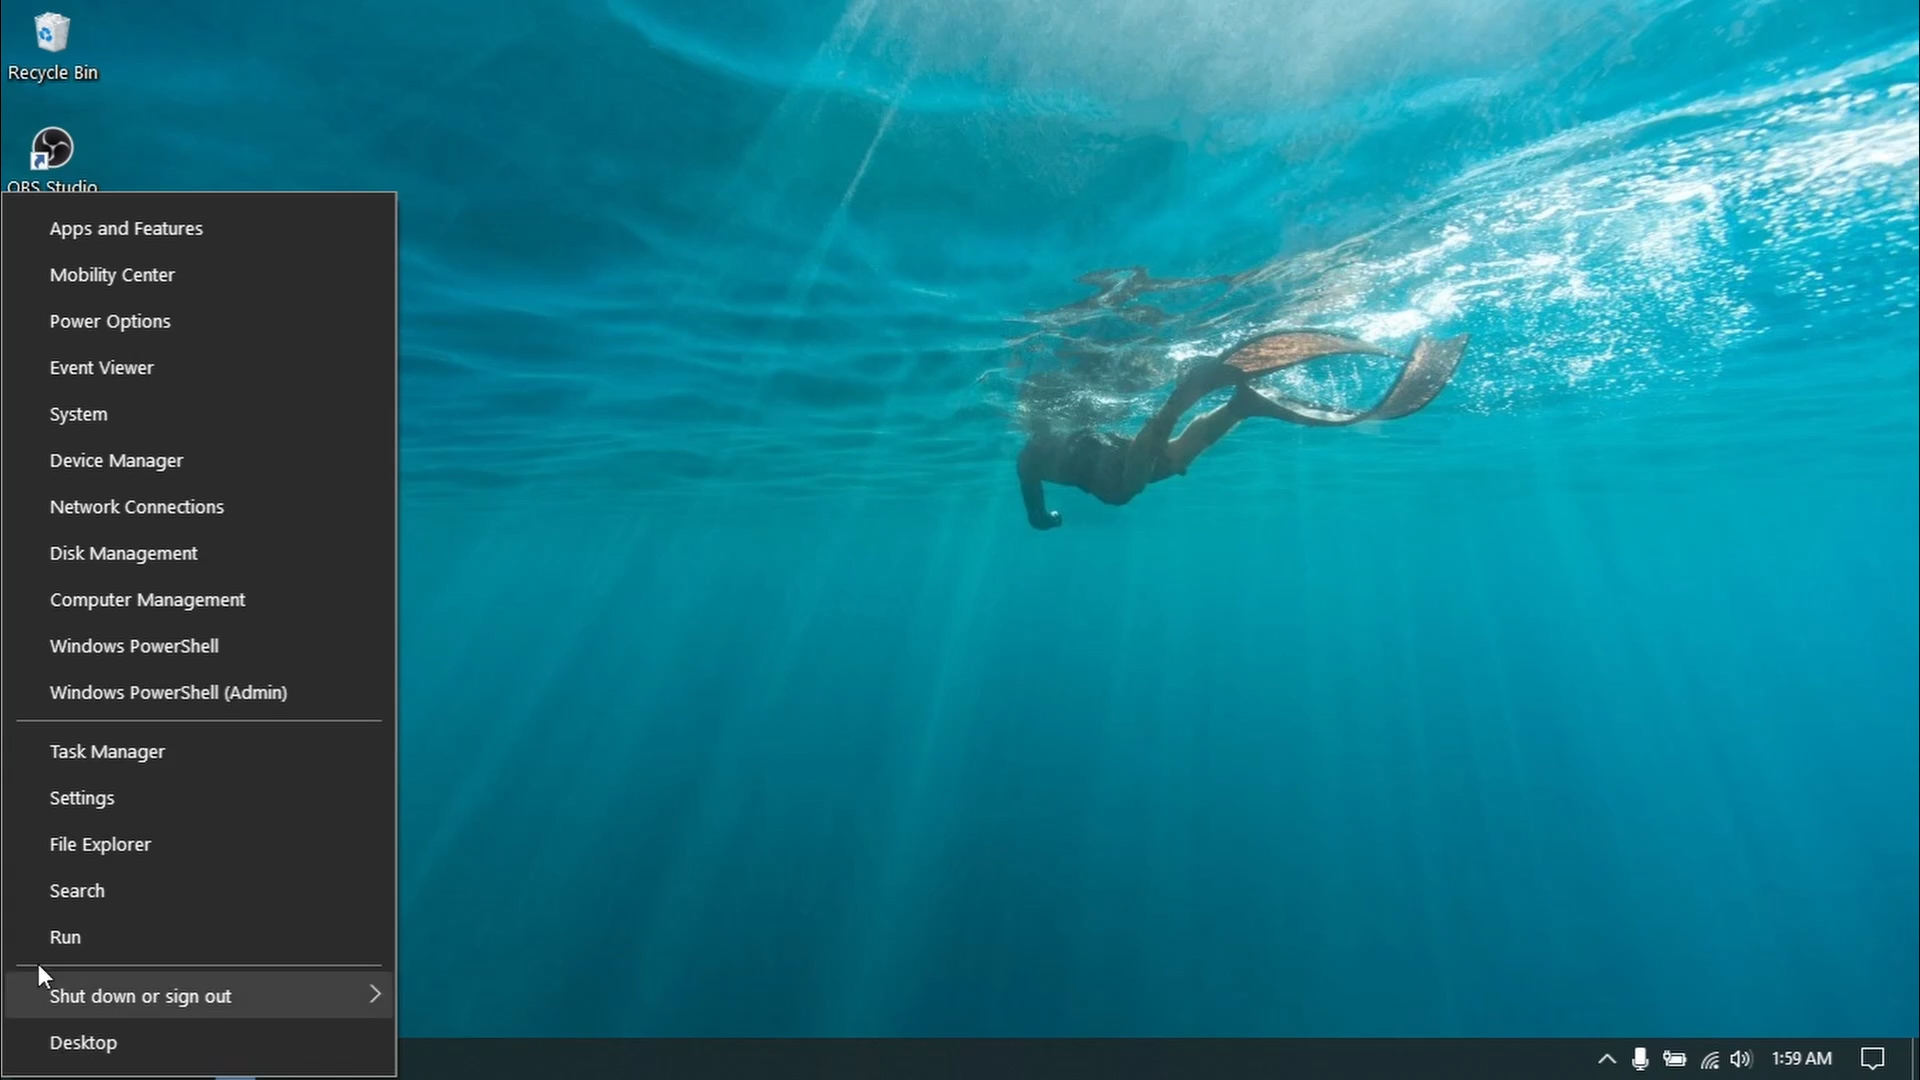 Recycle Bin
OBS Studio
Apps and Features
Mobility Center
Power Options
Event Viewer
System
Device Manager
Network Connections
Disk Management
Computer Management
Windows PowerShell
Windows PowerShell (Admin)
Task Manager
Settings
File Explorer
Search
Run
Shut down or sign out
Desktop
1:59 AM